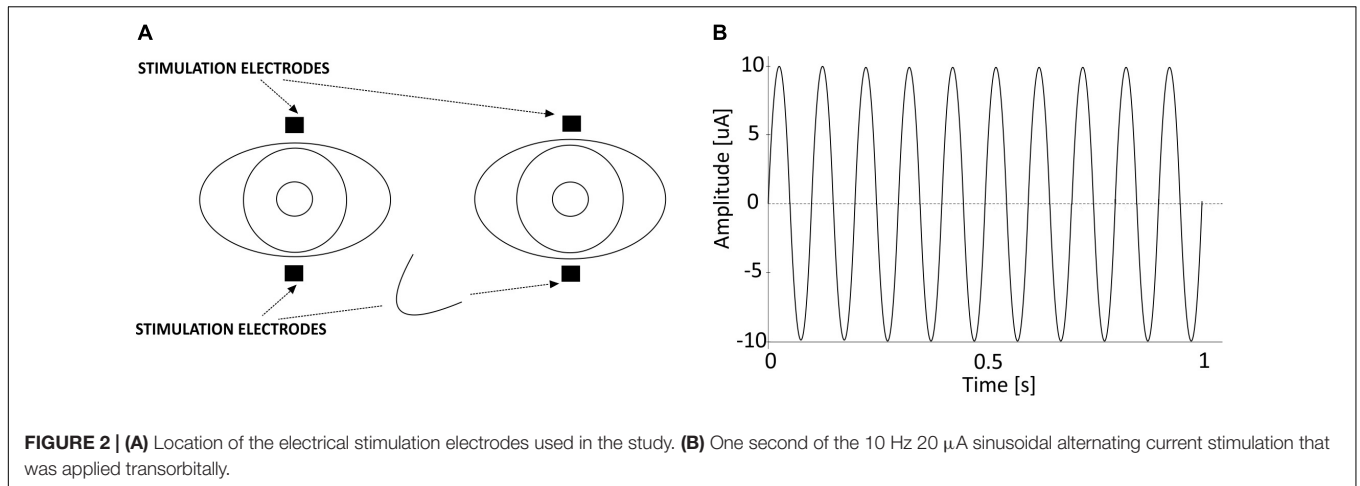 A
STIMULATION ELECTRODES
STIMULATION ELECTRODES
B
Amplitude [uA]
10
5
0
-5
-10
0
0.5
1
Time [s]
FIGURE 2 | (A) Location of the electrical stimulation electrodes used in the study. (B) One second of the 10 Hz 20 μA sinusoidal alternating current stimulation that
was applied transorbitally.